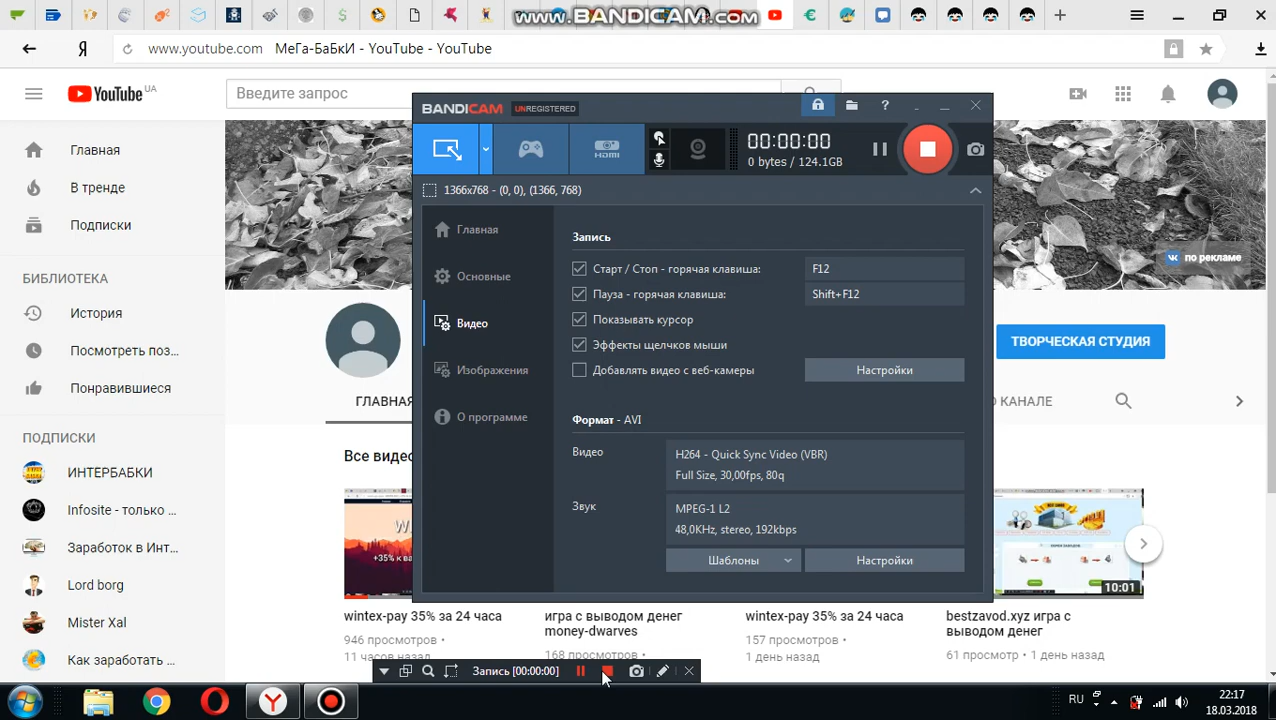 WWW.BANDICAM.COM
www.youtube.com МеГа-БаБкИ - YouTube - YouTube
YouTube UA
Введите запрос
Главная
В тренде
Подписки
БИБЛИОТЕКА
История
Посмотреть поз...
Понравившиеся
ПОДПИСКИ
ИНТЕРБАБКИ
Infosite - только ...
Заработок в Инт...
Lord borg
Mister Xal
Как заработать ...
BANDICAM UNREGISTERED
HDMI
00:00:00
0 bytes / 124.1GB
1366x768 - (0, 0), (1366, 768)
Главная
Основные
Видео
Изображения
О программе
Запись
Старт / Стоп - горячая клавиша: F12
Пауза - горячая клавиша: Shift+F12
Показывать курсор
Эффекты щелчков мыши
Добавлять видео с веб-камеры Настройки
Формат - AVI
Видео
H264 - Quick Sync Video (VBR)
Full Size, 30,00fps, 80q
Звук
MPEG-1 L2
48,0KHz, stereo, 192kbps
Шаблоны Настройки
по рекламе
ТВОРЧЕСКАЯ СТУДИЯ
ГЛАВНАЯ
О КАНАЛЕ
Все видео
+35%
10:01
wintex-pay 35% за 24 часа
946 просмотров •
11 часов назад
игра с выводом денег
money-dwarves
168 просмотров •
wintex-pay 35% за 24 часа
157 просмотров •
1 день назад
bestzavod.xyz игра с
выводом денег
61 просмотр •
1 день назад
Запись [00:00:00]
RU
22:17
18.03.2018